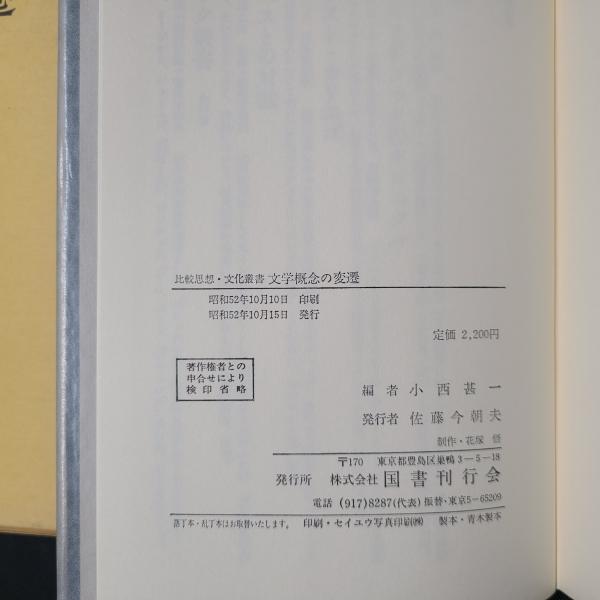 比較思想・文化叢書 文学概念の変遷
昭和52年10月10日 印刷
昭和52年10月15日 発行
定価 2,200円
著作権者との
申合せにより
検印省略
編者 小西甚一
発行者 佐藤今朝夫
制作・花塚 督
〒170 東京都豊島区巣鴨3－5－18
発行所 株式会社 国書刊行会
電話 (917)8287(代表) 振替・東京5－65209
落丁本・乱丁本はお取替いたします。 印刷・セイユウ写真印刷㈱ 製本・青木製本